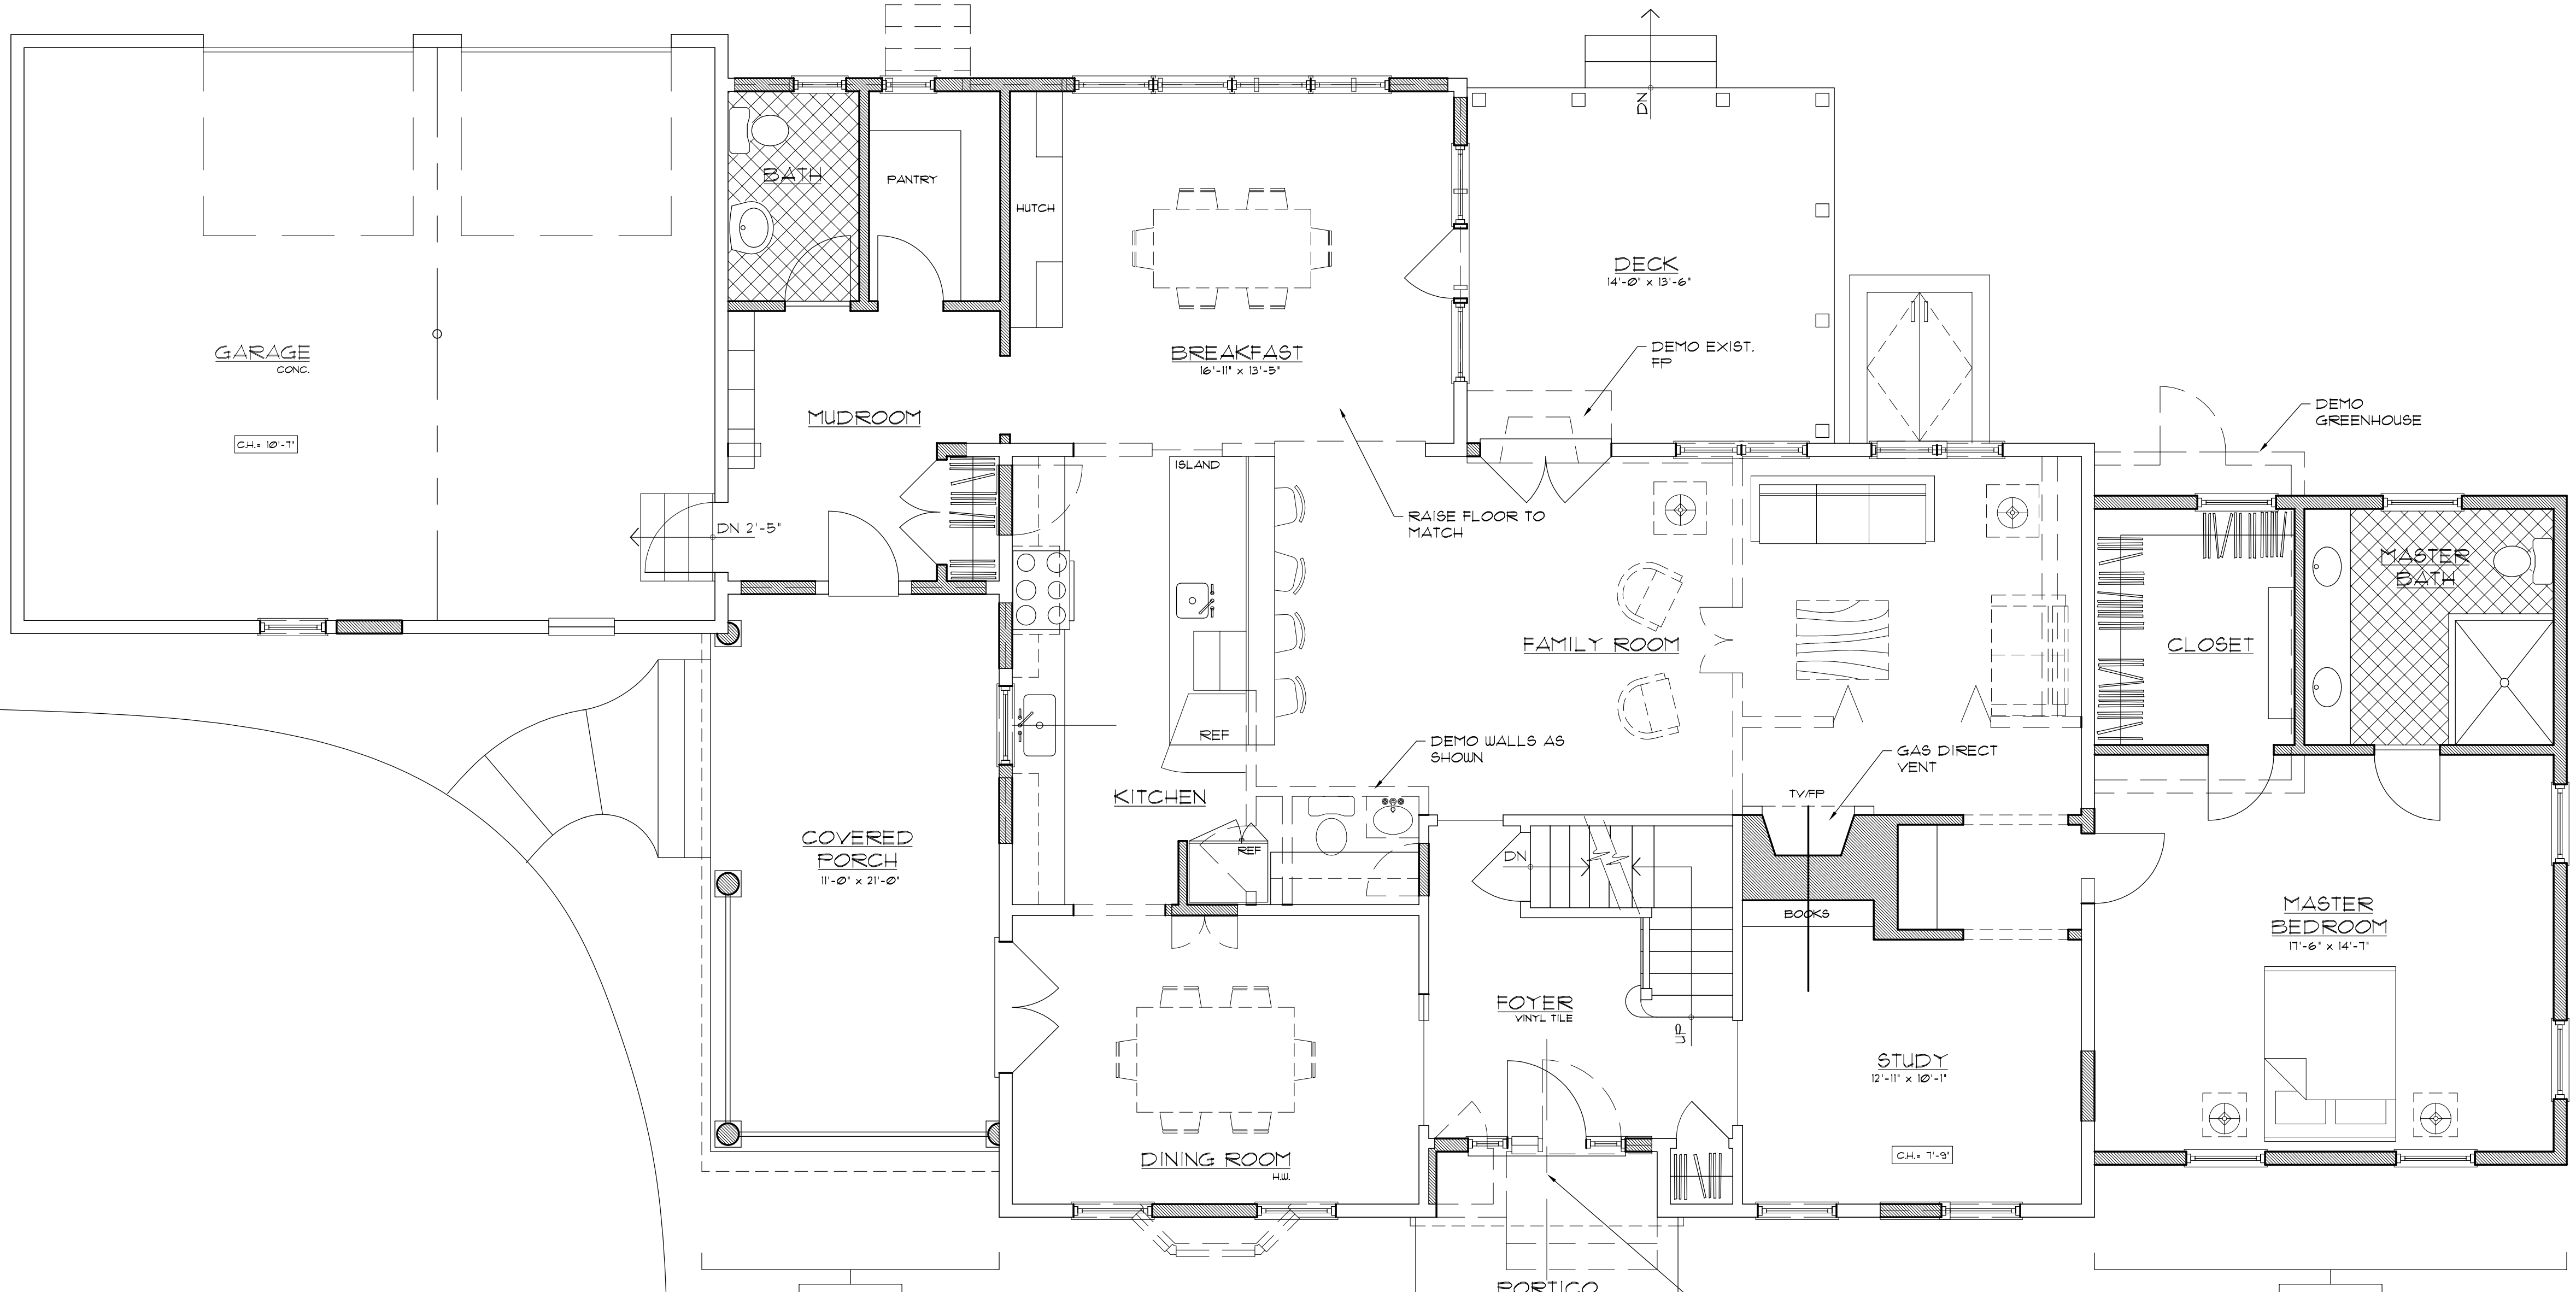 DN
BATH
PANTRY
HUTCH
DECK
14'-0" x 13'-6"
GARAGE
CONC.
C.H.= 10'-7"
BREAKFAST
16'-11" x 13'-5"
DEMO EXIST.
FP
MUDROOM
DEMO
GREENHOUSE
ISLAND
RAISE FLOOR TO
MATCH
DN 2'-5"
MASTER
BATH
FAMILY ROOM
CLOSET
REF
DEMO WALLS AS
SHOWN
GAS DIRECT
VENT
KITCHEN
TV/FP
COVERED
PORCH
11'-0" x 21'-0"
REF
DN
BOOKS
MASTER
BEDROOM
17'-6" x 14'-7"
FOYER
VINYL TILE
UP
STUDY
12'-11" x 10'-1"
DINING ROOM
H.W.
C.H.= 7'-9"
PORTICO